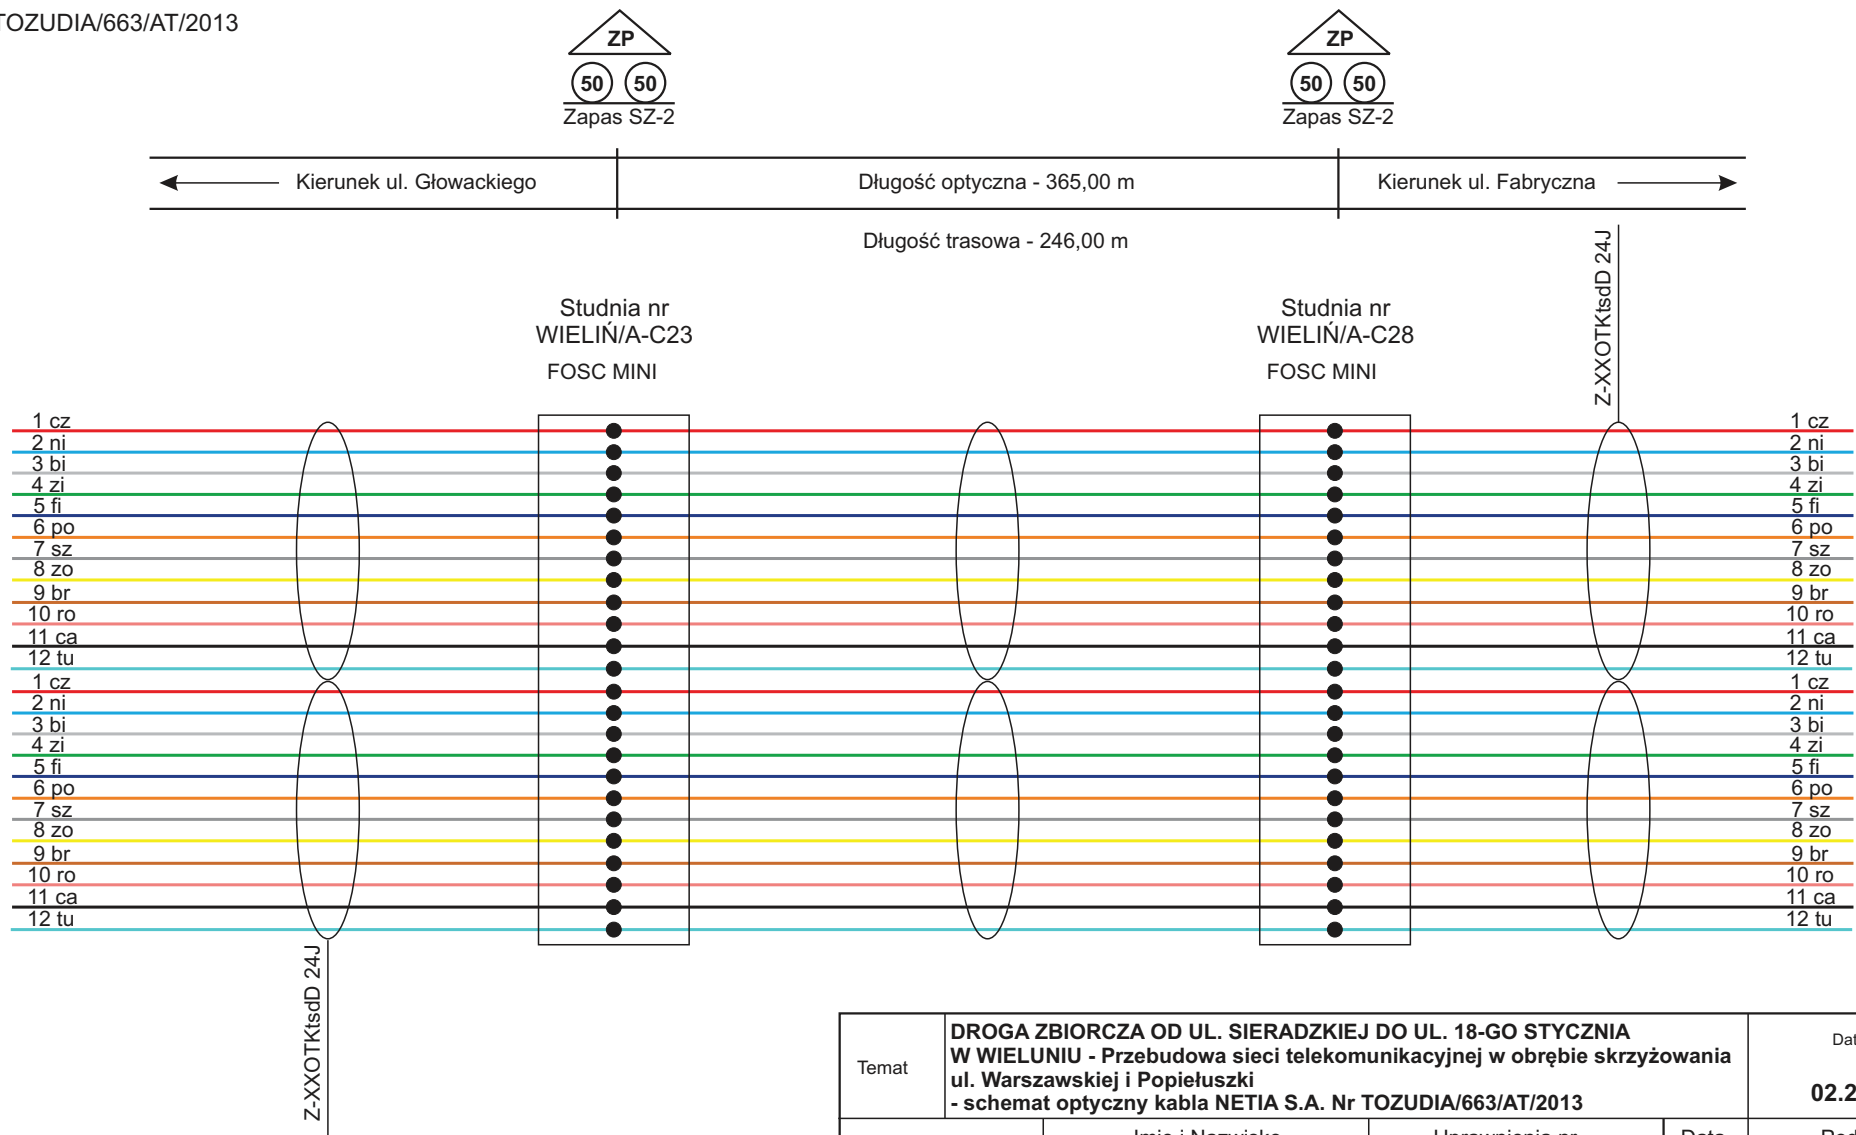 TOZUDIA/663/AT/2013
ZP
50 50
Zapas SZ-2
ZP
50 50
Zapas SZ-2
Kierunek ul. Głowackiego
Długość optyczna - 365,00 m
Kierunek ul. Fabryczna
Długość trasowa - 246,00 m
Z-XXOTKtsdD 24J
Studnia nr
WIELIŃ/A-C23
FOSC MINI
Studnia nr
WIELIŃ/A-C28
FOSC MINI
1 cz
2 ni
3 bi
4 zi
5 fi
6 po
7 sz
8 zo
9 br
10 ro
11 ca
12 tu
1 cz
2 ni
3 bi
4 zi
5 fi
6 po
7 sz
8 zo
9 br
10 ro
11 ca
12 tu
1 cz
2 ni
3 bi
4 zi
5 fi
6 po
7 sz
8 zo
9 br
10 ro
11 ca
12 tu
1 cz
2 ni
3 bi
4 zi
5 fi
6 po
7 sz
8 zo
9 br
10 ro
11 ca
12 tu
Z-XXOTKtsdD 24J
Temat
DROGA ZBIORCZA OD UL. SIERADZKIEJ DO UL. 18-GO STYCZNIA
W WIELUNIU - Przebudowa sieci telekomunikacyjnej w obrębie skrzyżowania
ul. Warszawskiej i Popiełuszki
- schemat optyczny kabla NETIA S.A. Nr TOZUDIA/663/AT/2013
Dat
02.2
Imię i Nazwisko
Uprawnienia nr
Data